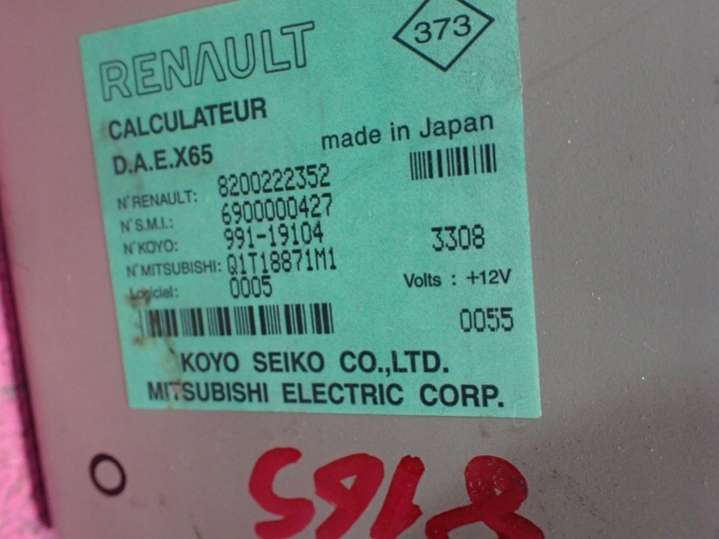 RENAULT
373
CALCULATEUR
D.A.E.X65
made in Japan
N° RENAULT: 8200222352
N° S.M.I.: 6900000427
N° KOYO: 991-19104
3308
N° MITSUBISHI: Q1T18871M1
Logiciel: 0005
Volts : +12V
0055
KOYO SEIKO CO.,LTD.
MITSUBISHI ELECTRIC CORP.